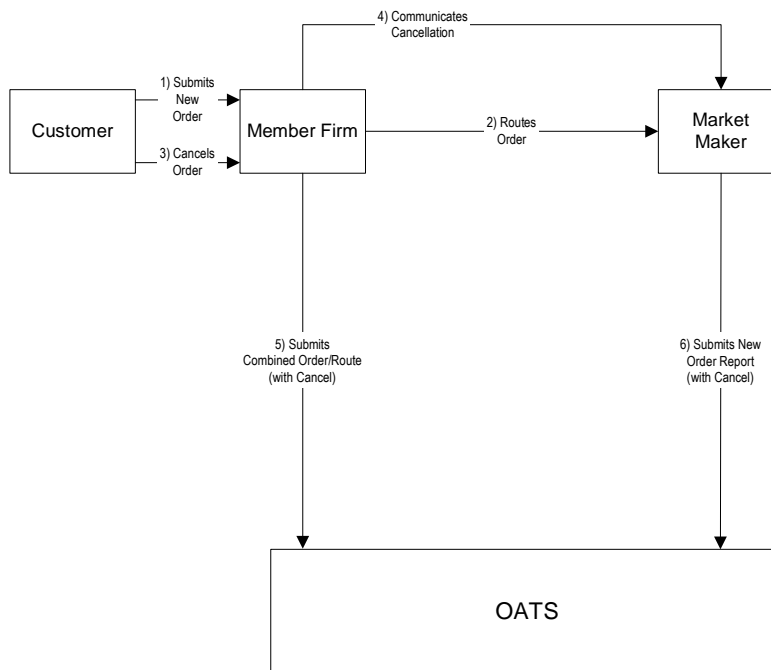 4) Communicates
Cancellation
1) Submits
New
Order
Customer
Member Firm
2) Routes
Order
Market
Maker
3) Cancels
Order
5) Submits
Combined Order/Route
(with Cancel)
6) Submits New
Order Report
(with Cancel)
OATS